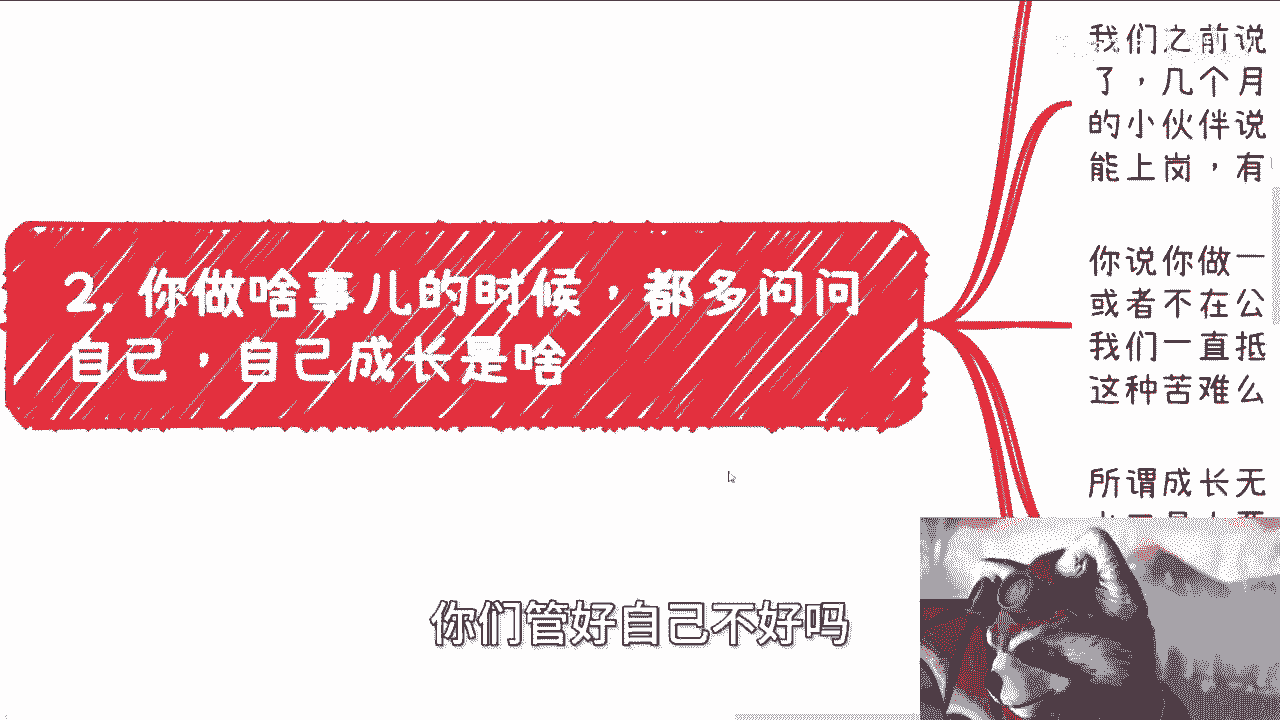 我们之前说
了，几个月
的小伙伴说
能上岗，有
2. 你做啥事儿的时候，都多问问
自己，自己成长是啥
你说你做一
或者不在公
我们一直抵
这种苦难么
所谓成长无
你们管好自己不好吗